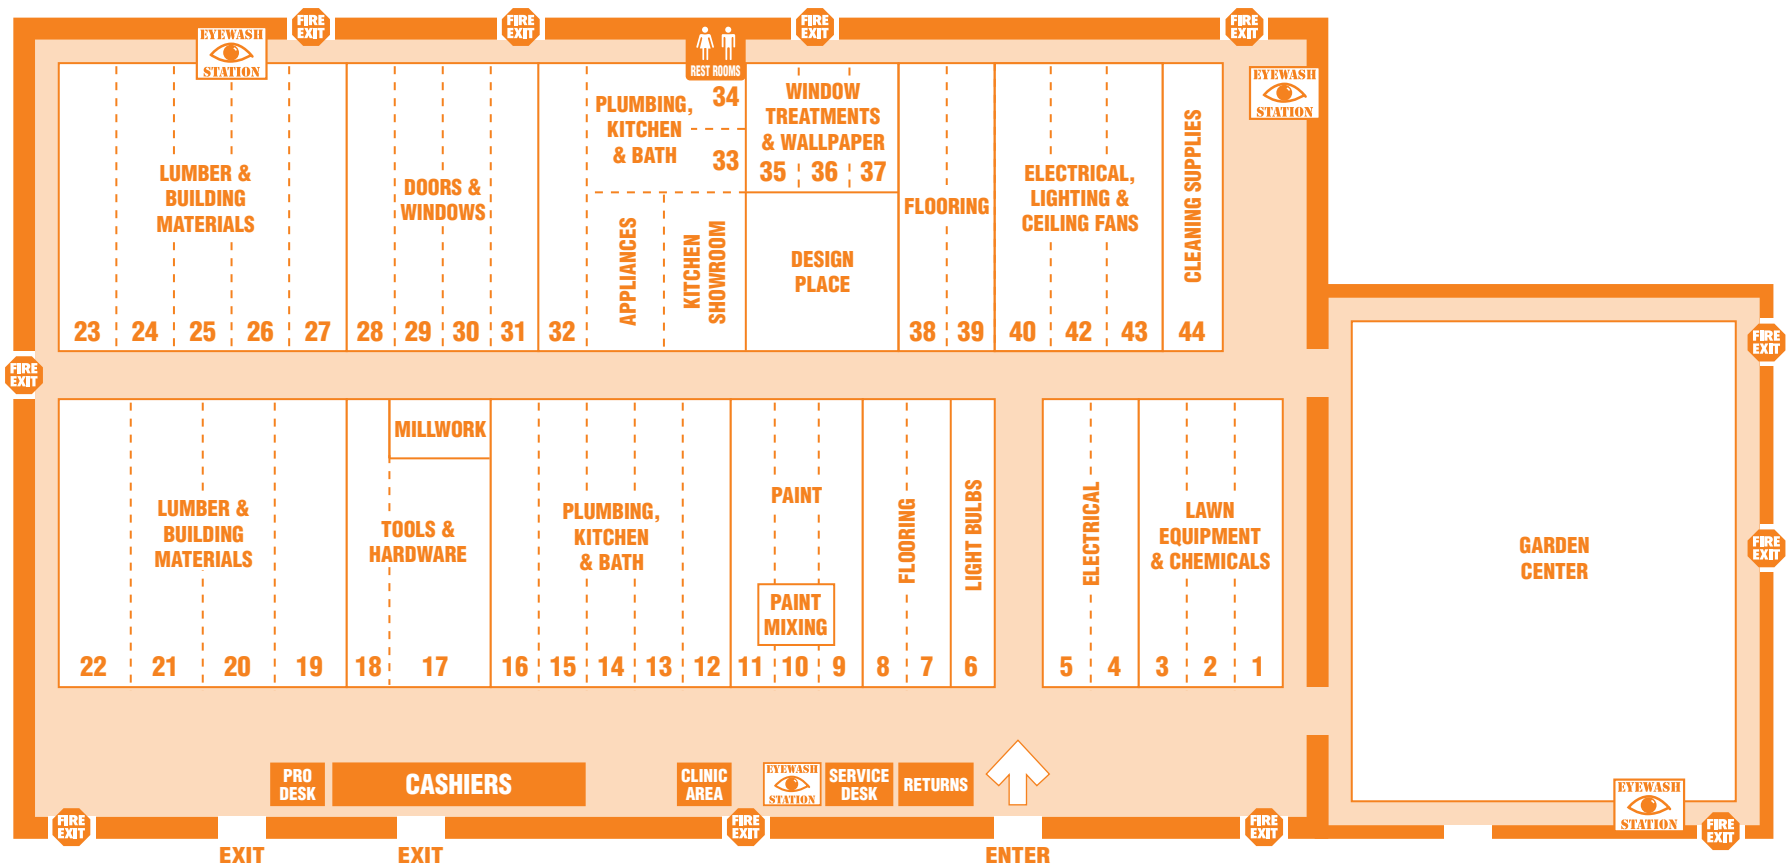 FIRE
EXIT
FIRE
EXIT
FIRE
EXIT
FIRE
EXIT
EYEWASH
STATION
REST ROOMS
EYEWASH
STATION
LUMBER &
BUILDING
MATERIALS
23 24 25 26 27
DOORS &
WINDOWS
28 29 30 31
PLUMBING,
KITCHEN
& BATH
34
33
32
APPLIANCES
KITCHEN
SHOWROOM
WINDOW
TREATMENTS
& WALLPAPER
35 36 37
DESIGN
PLACE
FLOORING
38 39
ELECTRICAL,
LIGHTING &
CEILING FANS
40 42 43
CLEANING SUPPLIES
44
FIRE
EXIT
FIRE
EXIT
LUMBER &
BUILDING
MATERIALS
22 21 20 19
MILLWORK
TOOLS &
HARDWARE
18 17
PLUMBING,
KITCHEN
& BATH
16 15 14 13 12
PAINT
PAINT
MIXING
11 10 9
FLOORING
8 7
LIGHT BULBS
6
ELECTRICAL
5 4
LAWN
EQUIPMENT
& CHEMICALS
3 2 1
GARDEN
CENTER
FIRE
EXIT
PRO
DESK
CASHIERS
CLINIC
AREA
EYEWASH
STATION
SERVICE
DESK
RETURNS
EYEWASH
STATION
FIRE
EXIT
FIRE
EXIT
FIRE
EXIT
FIRE
EXIT
EXIT
EXIT
ENTER